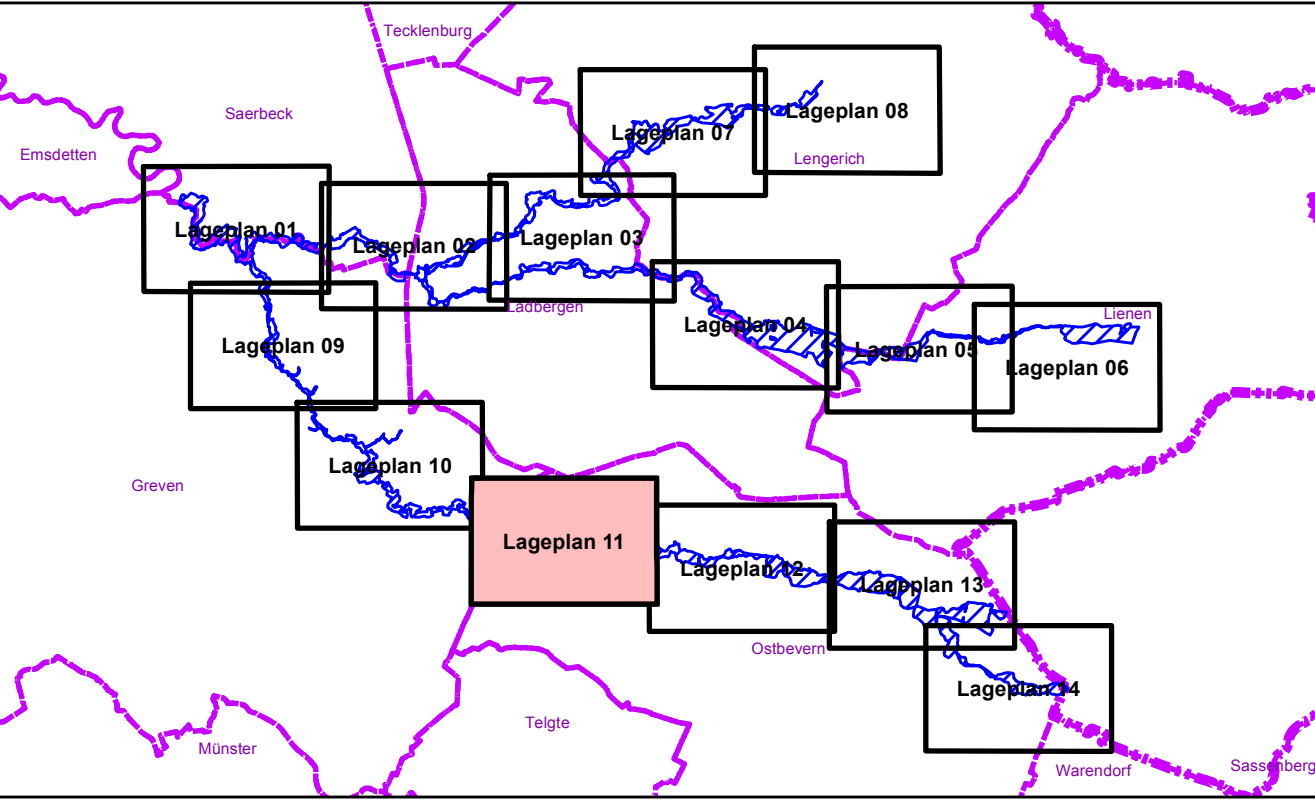 Tecklenburg
Saerbeck
Lageplan 08
Lageplan 07
Emsdetten
Lengerich
Lageplan 01
Lageplan 02
Lageplan 03
Ladbergen
Lienen
Lageplan 04
Lageplan 09
Lageplan 05
Lageplan 06
Lageplan 10
Greven
Lageplan 11
Lageplan 12
Lageplan 13
Ostbevern
Lageplan 14
Telgte
Münster
Warendorf
Sassenberg